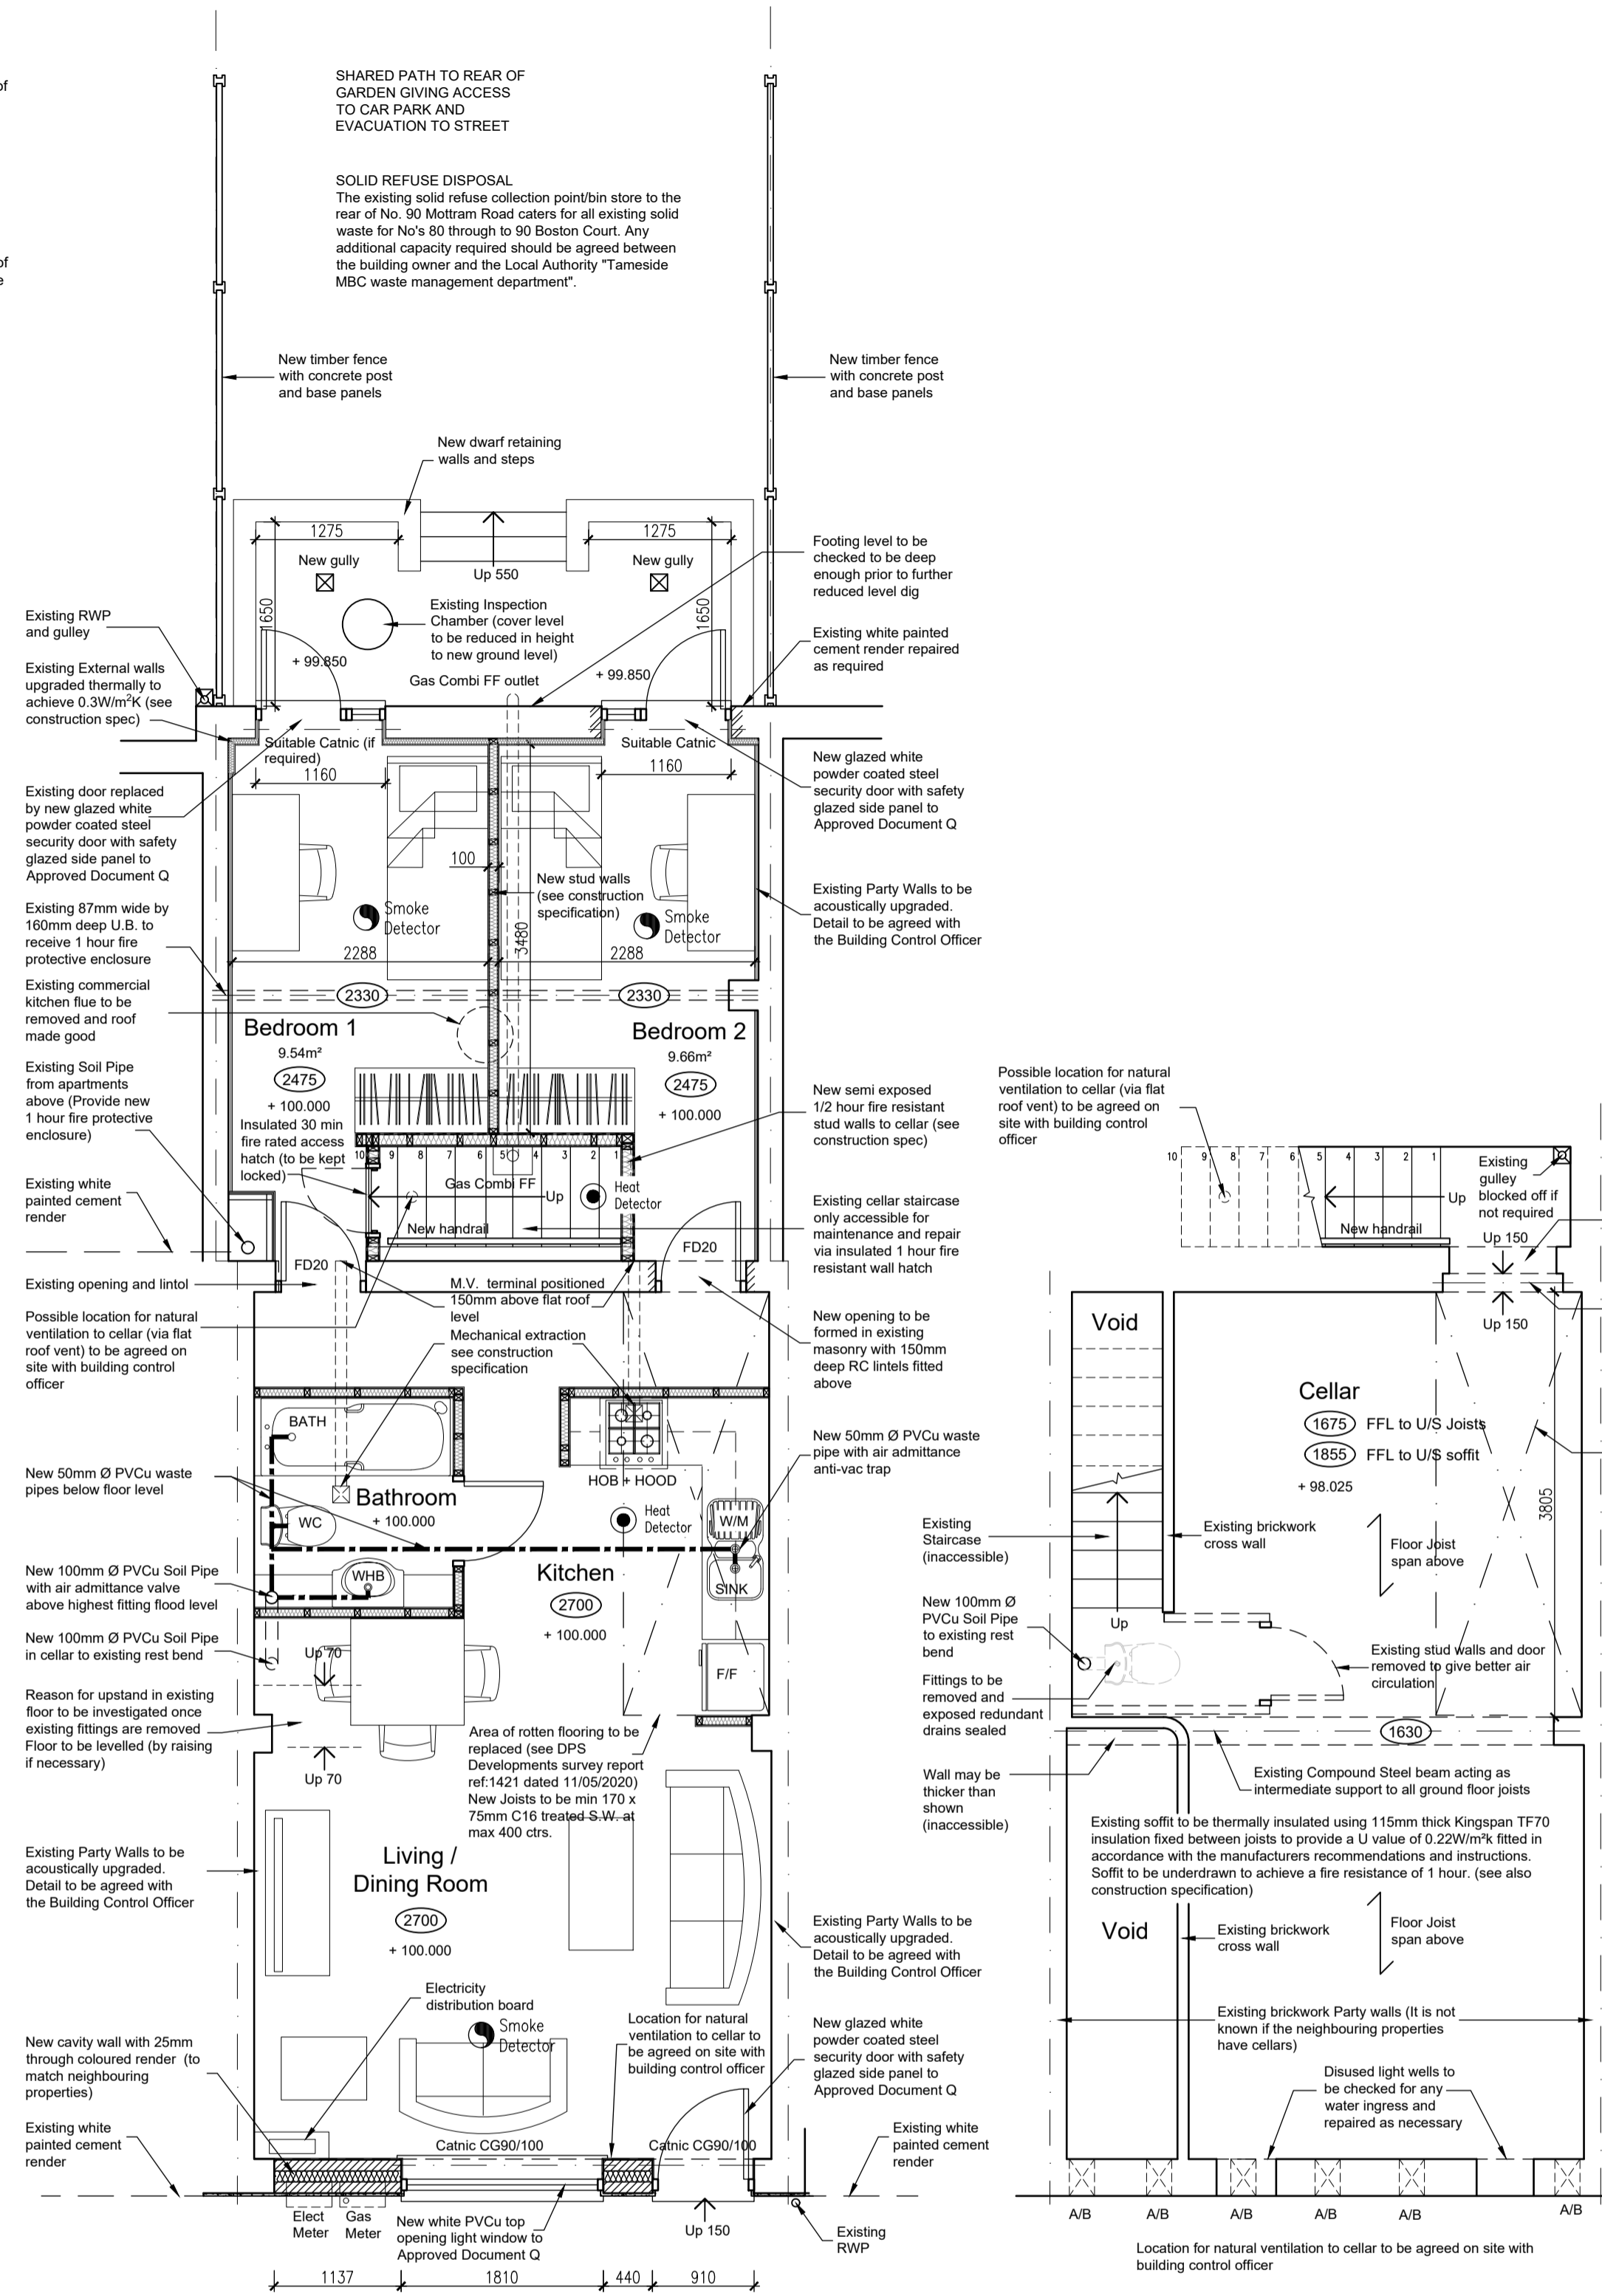 of
of
e
SHARED PATH TO REAR OF
GARDEN GIVING ACCESS
TO CAR PARK AND
EVACUATION TO STREET
SOLID REFUSE DISPOSAL
The existing solid refuse collection point/bin store to the
rear of No. 90 Mottram Road caters for all existing solid
waste for No's 80 through to 90 Boston Court. Any
additional capacity required should be agreed between
the building owner and the Local Authority "Tameside
MBC waste management department".
New timber fence
with concrete post
and base panels
New timber fence
with concrete post
and base panels
New dwarf retaining
walls and steps
1275
1275
New gully
New gully
Up 550
1650
1650
Existing Inspection
Chamber (cover level
to be reduced in height
to new ground level)
+ 99.850
+ 99.850
Gas Combi FF outlet
Footing level to be
checked to be deep
enough prior to further
reduced level dig
Existing white painted
cement render repaired
as required
Existing RWP
and gulley
Existing External walls
upgraded thermally to
achieve 0.3W/m²K (see
construction spec)
Suitable Catnic (if
required)
Suitable Catnic
1160
1160
Existing door replaced
by new glazed white
powder coated steel
security door with safety
glazed side panel to
Approved Document Q
New glazed white
powder coated steel
security door with safety
glazed side panel to
Approved Document Q
100
New stud walls
(see construction
specification)
Smoke
Detector
Smoke
Detector
3480
2288
2288
Existing Party Walls to be
acoustically upgraded.
Detail to be agreed with
the Building Control Officer
Existing 87mm wide by
160mm deep U.B. to
receive 1 hour fire
protective enclosure
2330
2330
Existing commercial
kitchen flue to be
removed and roof
made good
Bedroom 1
9.54m²
2475
+ 100.000
Bedroom 2
9.66m²
2475
+ 100.000
Existing Soil Pipe
from apartments
above (Provide new
1 hour fire protective
enclosure)
Insulated 30 min
fire rated access
hatch (to be kept
locked)
10 9 8 7 6 5 4 3 2 1
Gas Combi FF
Up
Heat
Detector
New handrail
New semi exposed
1/2 hour fire resistant
stud walls to cellar (see
construction spec)
Existing white
painted cement
render
Existing cellar staircase
only accessible for
maintenance and repair
via insulated 1 hour fire
resistant wall hatch
FD20
FD20
Existing opening and lintol
M.V. terminal positioned
150mm above flat roof
level
Mechanical extraction
see construction
specification
Possible location for natural
ventilation to cellar (via flat
roof vent) to be agreed on
site with building control
officer
New opening to be
formed in existing
masonry with 150mm
deep RC lintels fitted
above
BATH
HOB + HOOD
New 50mm Ø PVCu waste
pipe with air admittance
anti-vac trap
New 50mm Ø PVCu waste
pipes below floor level
Bathroom
+ 100.000
WC
Heat
Detector
W/M
WHB
SINK
Kitchen
2700
+ 100.000
New 100mm Ø PVCu Soil Pipe
with air admittance valve
above highest fitting flood level
New 100mm Ø PVCu Soil Pipe
in cellar to existing rest bend
Up 70
F/F
Reason for upstand in existing
floor to be investigated once
existing fittings are removed
Floor to be levelled (by raising
if necessary)
Up 70
Area of rotten flooring to be
replaced (see DPS
Developments survey report
ref:1421 dated 11/05/2020)
New Joists to be min 170 x
75mm C16 treated S.W. at
max 400 ctrs.
Existing Party Walls to be
acoustically upgraded.
Detail to be agreed with
the Building Control Officer
Living /
Dining Room
2700
+ 100.000
Existing Party Walls to be
acoustically upgraded.
Detail to be agreed with
the Building Control Officer
Electricity
distribution board
Smoke
Detector
Location for natural
ventilation to cellar to
be agreed on site with
building control officer
New glazed white
powder coated steel
security door with safety
glazed side panel to
Approved Document Q
New cavity wall with 25mm
through coloured render (to
match neighbouring
properties)
Existing white
painted cement
render
Catnic CG90/100
Catnic CG90/100
Existing white
painted cement
render
Elect
Meter
Gas
Meter
New white PVCu top
opening light window to
Approved Document Q
Up 150
Existing
RWP
1137
1810
440
910
Possible location for natural
ventilation to cellar (via flat
roof vent) to be agreed on
site with building control
officer
10 9 8 7 6 5 4 3 2 1
Up
New handrail
Existing
gulley
blocked off if
not required
Up 150
Up 150
Void
Cellar
1675 FFL to U/S Joists
1855 FFL to U/S soffit
+ 98.025
3805
Existing
Staircase
(inaccessible)
Existing brickwork
cross wall
Floor Joist
span above
New 100mm Ø
PVCu Soil Pipe
to existing rest
bend
Up
Existing stud walls and door
removed to give better air
circulation
Fittings to be
removed and
exposed redundant
drains sealed
1630
Wall may be
thicker than
shown
(inaccessible)
Existing Compound Steel beam acting as
intermediate support to all ground floor joists
Existing soffit to be thermally insulated using 115mm thick Kingspan TF70
insulation fixed between joists to provide a U value of 0.22W/m²k fitted in
accordance with the manufacturers recommendations and instructions.
Soffit to be underdrawn to achieve a fire resistance of 1 hour. (see also
construction specification)
Void
Existing brickwork
cross wall
Floor Joist
span above
Existing brickwork Party walls (It is not
known if the neighbouring properties
have cellars)
Disused light wells to
be checked for any
water ingress and
repaired as necessary
A/B
A/B
A/B
A/B
A/B
A/B
Location for natural ventilation to cellar to be agreed on site with
building control officer